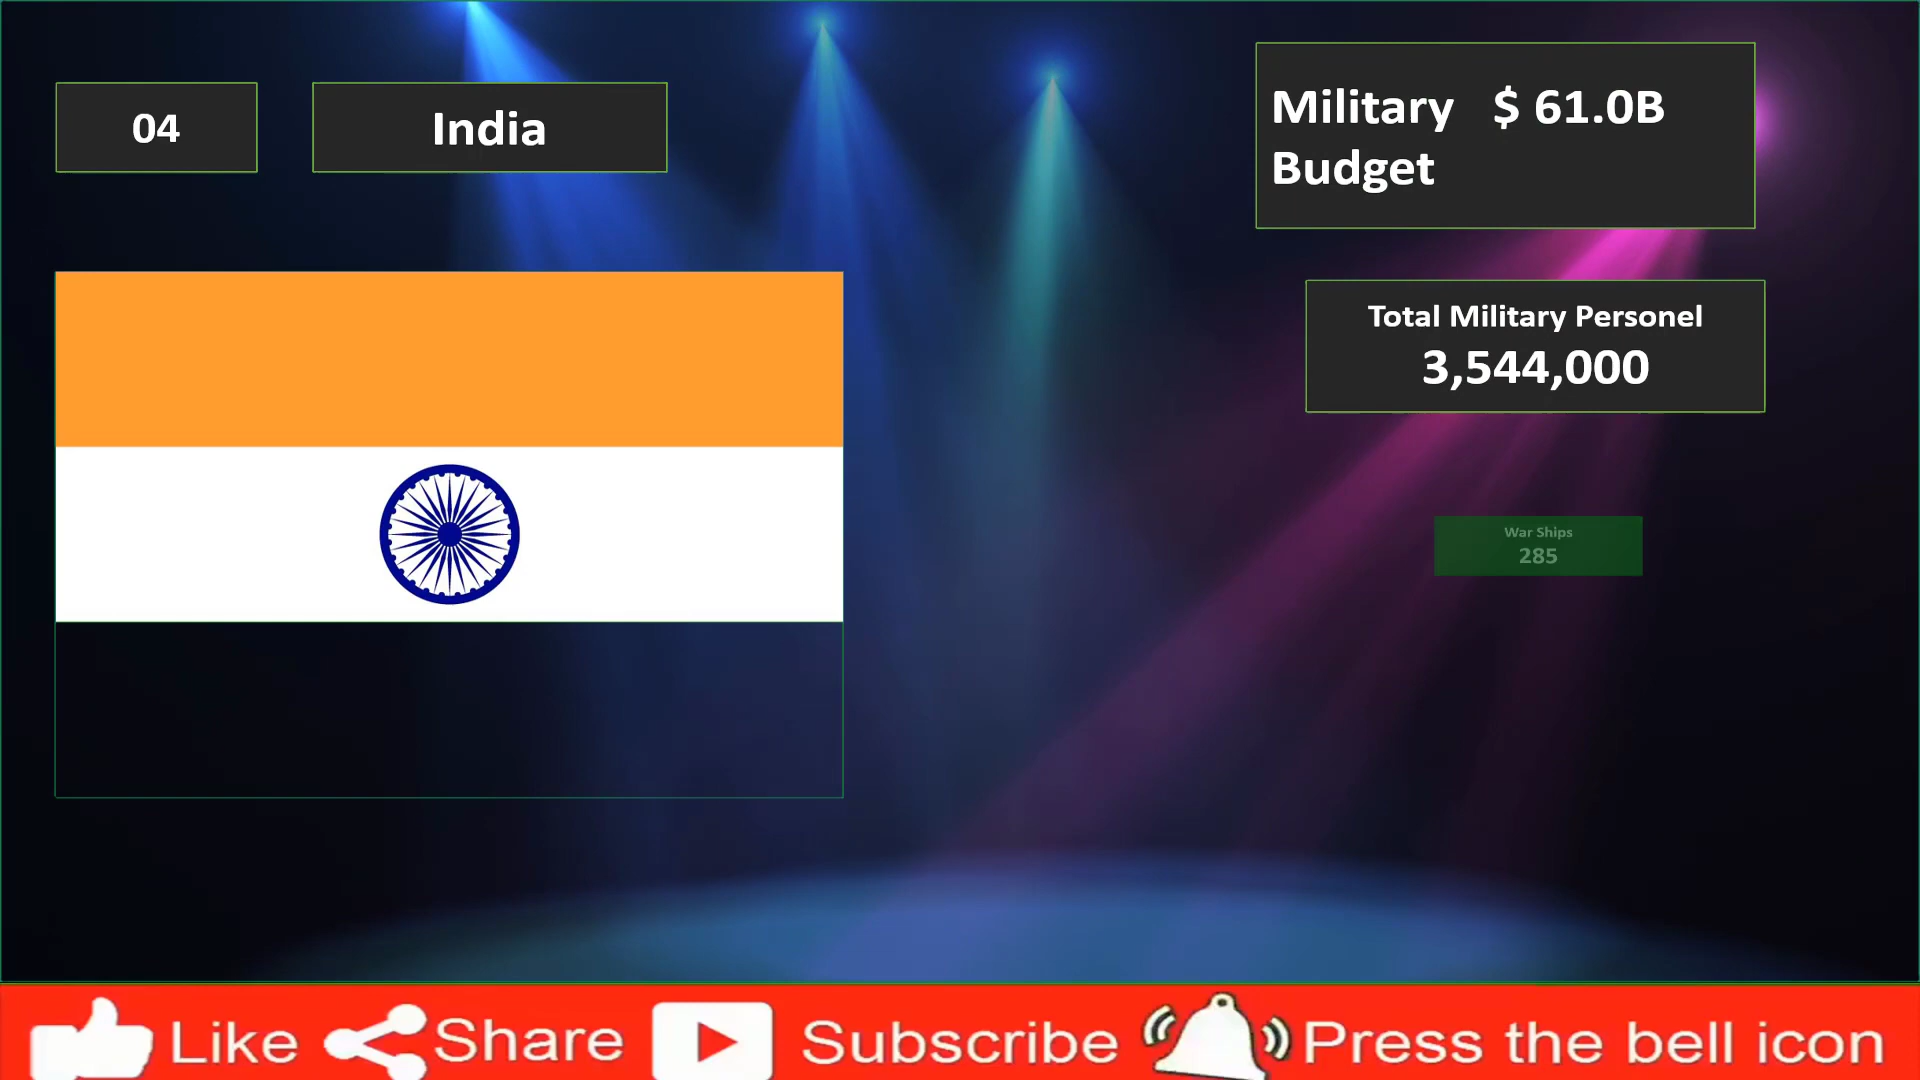 04
India
Military $ 61.0B
Budget
Total Military Personel
3,544,000
War Ships
285
Like Share Subscribe Press the bell icon